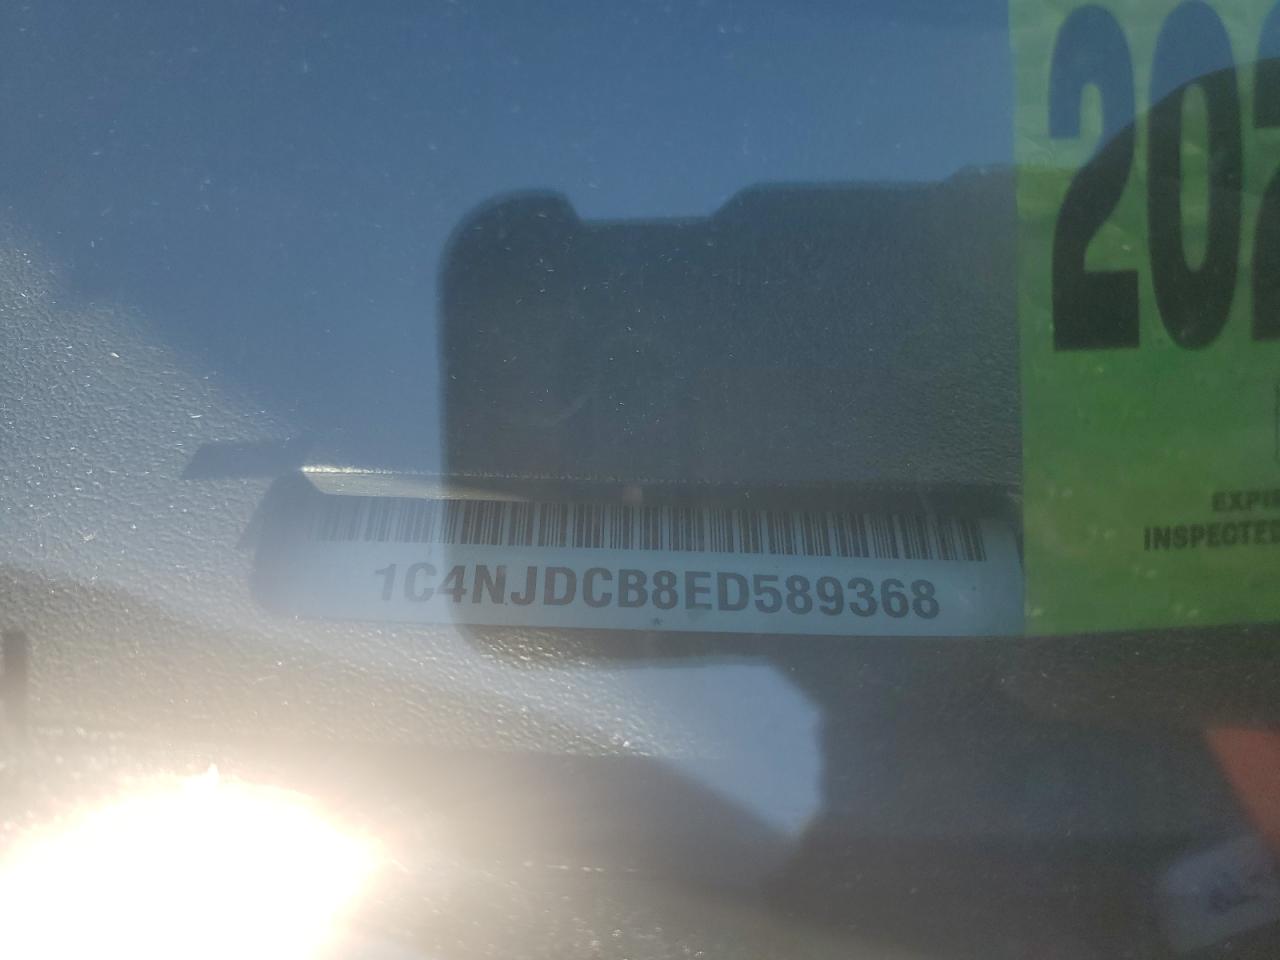 202
1C4NJDCB8ED589368
*
EXPI
INSPECTED